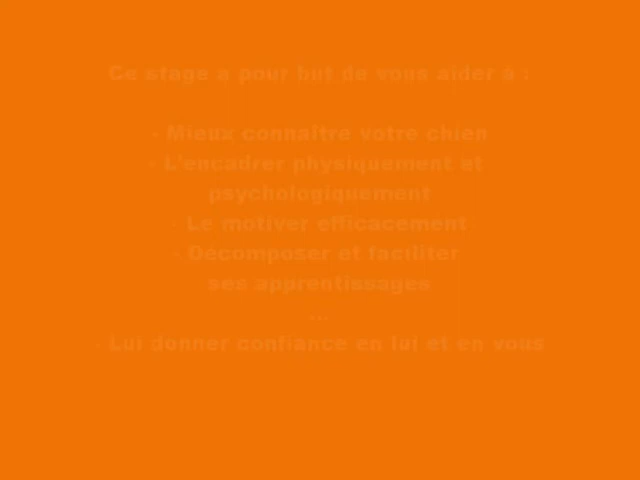 Ce stage a pour but de vous aider à :
- Mieux connaître votre chien
- L'encadrer physiquement et
psychologiquement
- Le motiver efficacement
- Décomposer et faciliter
ses apprentissages
...
- Lui donner confiance en lui et en vous